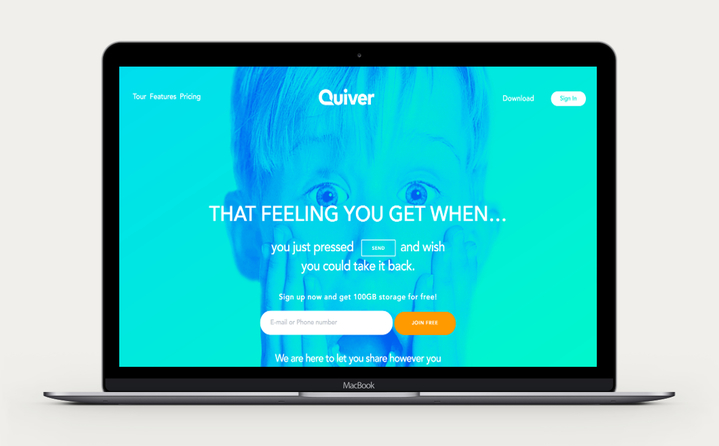 Tour Features Pricing
Quiver
Download
Sign In
THAT FEELING YOU GET WHEN...
you just pressed SEND and wish
you could take it back.
Sign up now and get 100GB storage for free!
E-mail or Phone number
JOIN FREE
We are here to let you share however you
MacBook